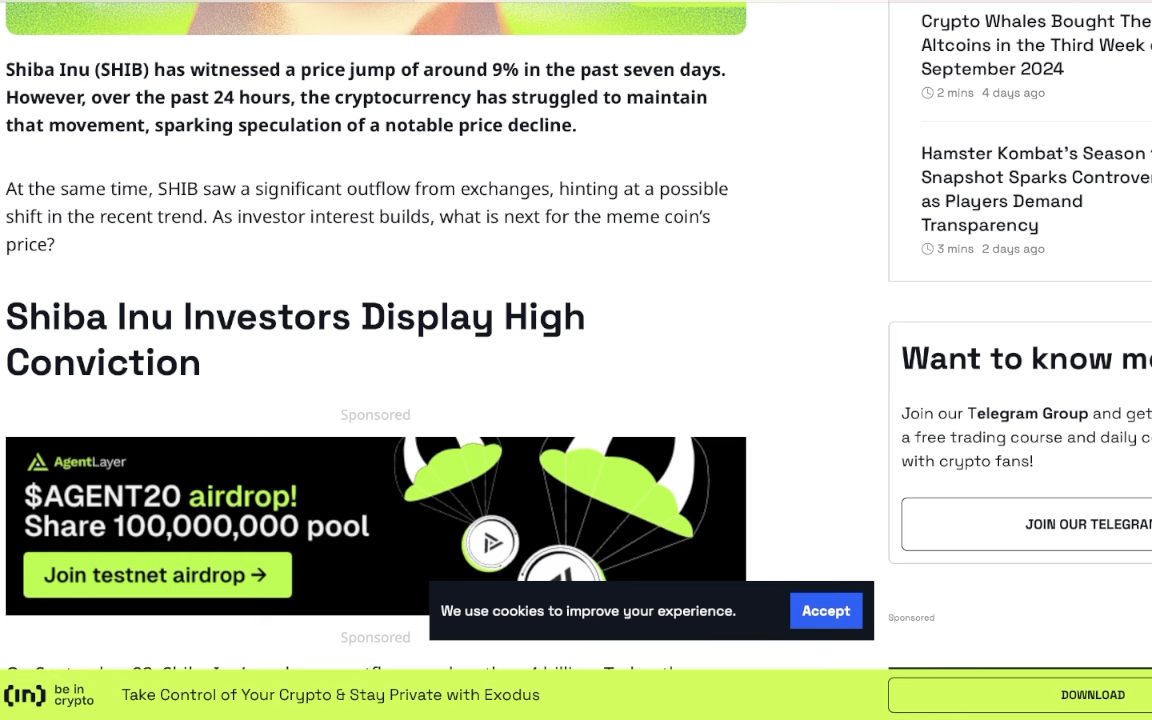 Shiba Inu (SHIB) has witnessed a price jump of around 9% in the past seven days.
However, over the past 24 hours, the cryptocurrency has struggled to maintain
that movement, sparking speculation of a notable price decline.
At the same time, SHIB saw a significant outflow from exchanges, hinting at a possible
shift in the recent trend. As investor interest builds, what is next for the meme coin's
price?
Shiba Inu Investors Display High
Conviction
Sponsored
AgentLayer
$AGENT20 airdrop!
Share 100,000,000 pool
Join testnet airdrop →
We use cookies to improve your experience.
Accept
Sponsored
Crypto Whales Bought The
Altcoins in the Third Week
September 2024
2 mins 4 days ago
Hamster Kombat's Season
Snapshot Sparks
as Players Demand
Transparency
3 mins 2 days ago
Want to know
Join our Telegram Group and get
a free trading course and daily
with crypto fans!
JOIN OUR
Sponsored
(in) be in
crypto
Take Control of Your Crypto & Stay Private with Exodus
DOWNLOAD